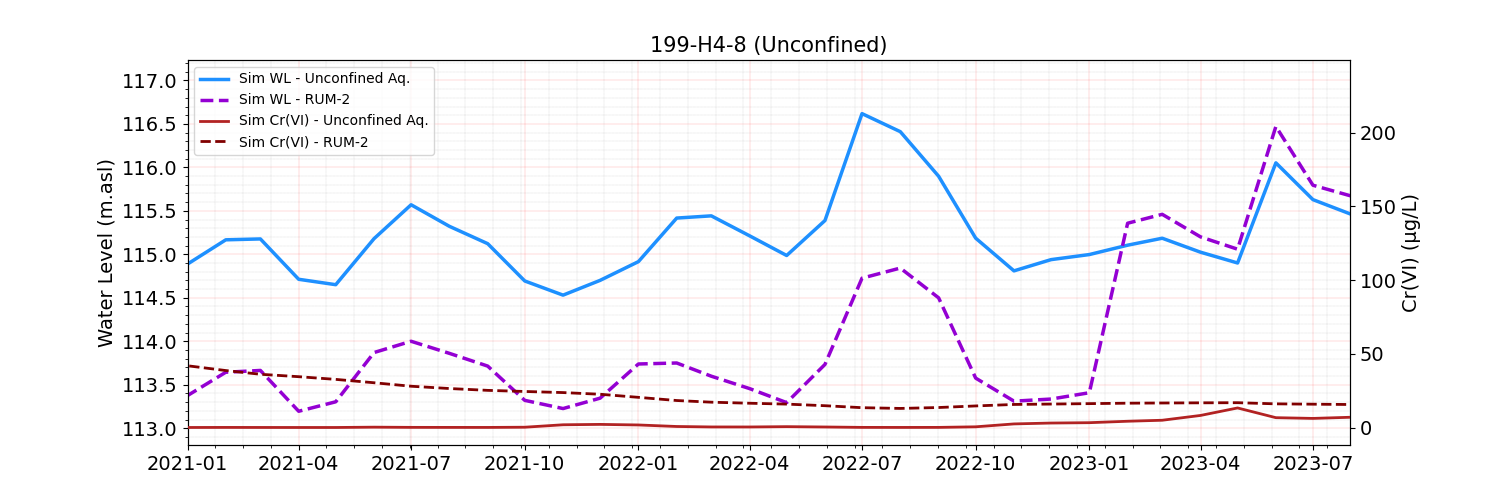 199-H4-8 (Unconfined)
Sim WL - Unconfined Aq.
Sim WL - RUM-2
Sim Cr(VI) - Unconfined Aq.
Sim Cr(VI) - RUM-2
Water Level (m.asl)
117.0
116.5
116.0
115.5
115.0
114.5
114.0
113.5
113.0
200
150
100
50
0
Cr(VI) (µg/L)
2021-01 2021-04 2021-07 2021-10 2022-01 2022-04 2022-07 2022-10 2023-01 2023-04 2023-07